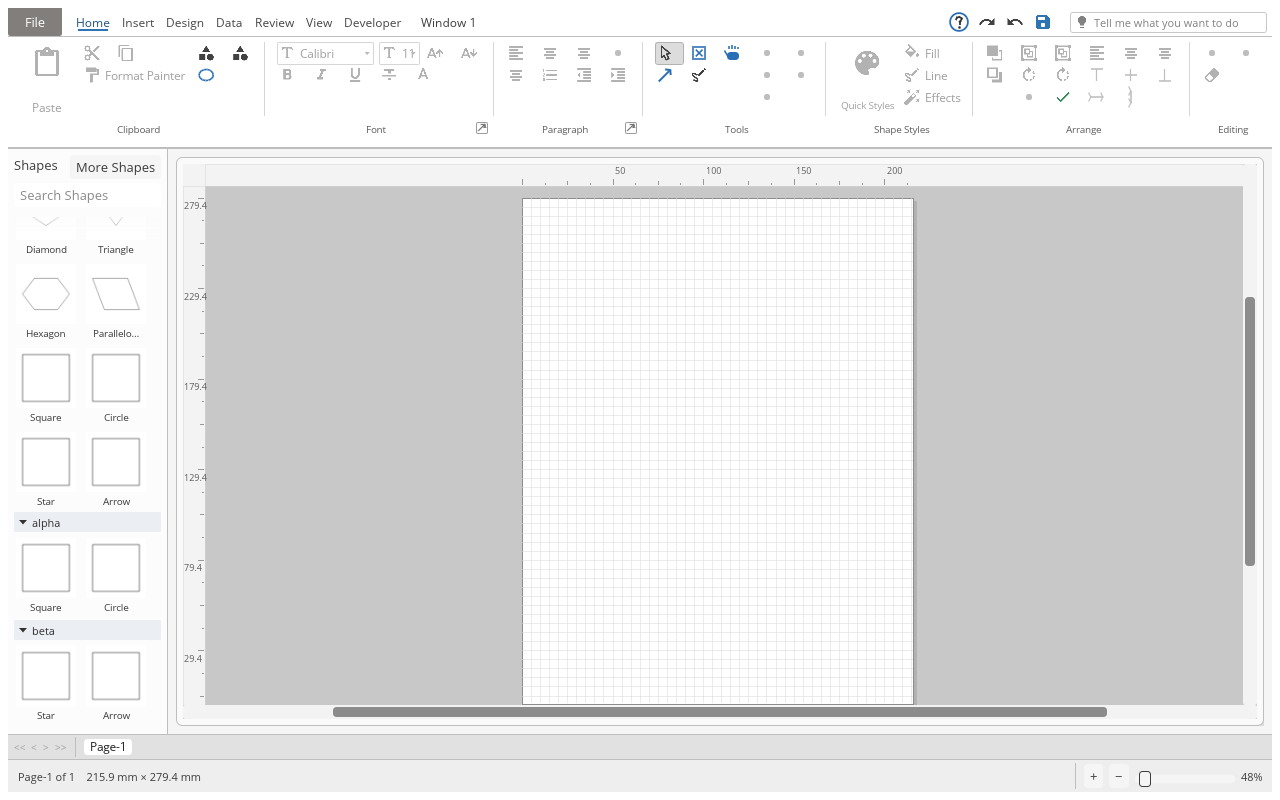 File Home Insert Design Data Review View Developer Window 1 Tell me what you want to do
Calibri 11 Fill
Format Painter Line
Paste Quick Styles Effects
Clipboard Font Paragraph Tools Shape Styles Arrange Editing
Shapes More Shapes
Search Shapes
Diamond Triangle
Hexagon Parallelo...
Square Circle
Star Arrow
alpha
Square Circle
beta
Star Arrow
50 100 150 200
279.4
229.4
179.4
129.4
79.4
29.4
<< < > >> Page-1
Page-1 of 1 215.9 mm × 279.4 mm + − 48%